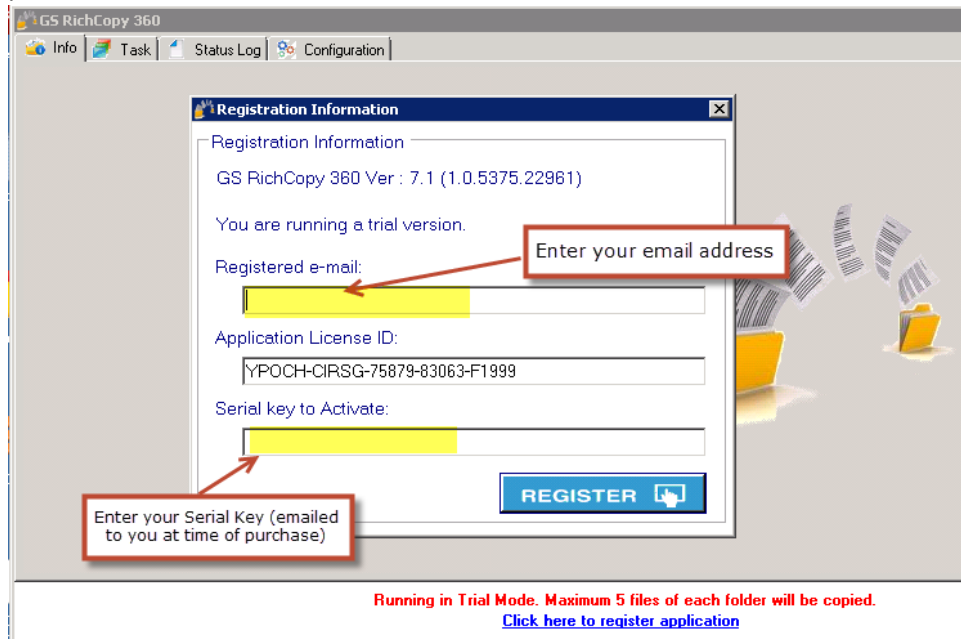 GS RichCopy 360
Info Task Status Log Configuration
Registration Information
Registration Information
GS RichCopy 360 Ver : 7.1 (1.0.5375.22961)
You are running a trial version.
Enter your email address
Registered e-mail:
Application License ID:
YPOCH-CIRSG-75879-83063-F1999
Serial key to Activate:
REGISTER
Enter your Serial Key (emailed
to you at time of purchase)
Running in Trial Mode. Maximum 5 files of each folder will be copied.
Click here to register application